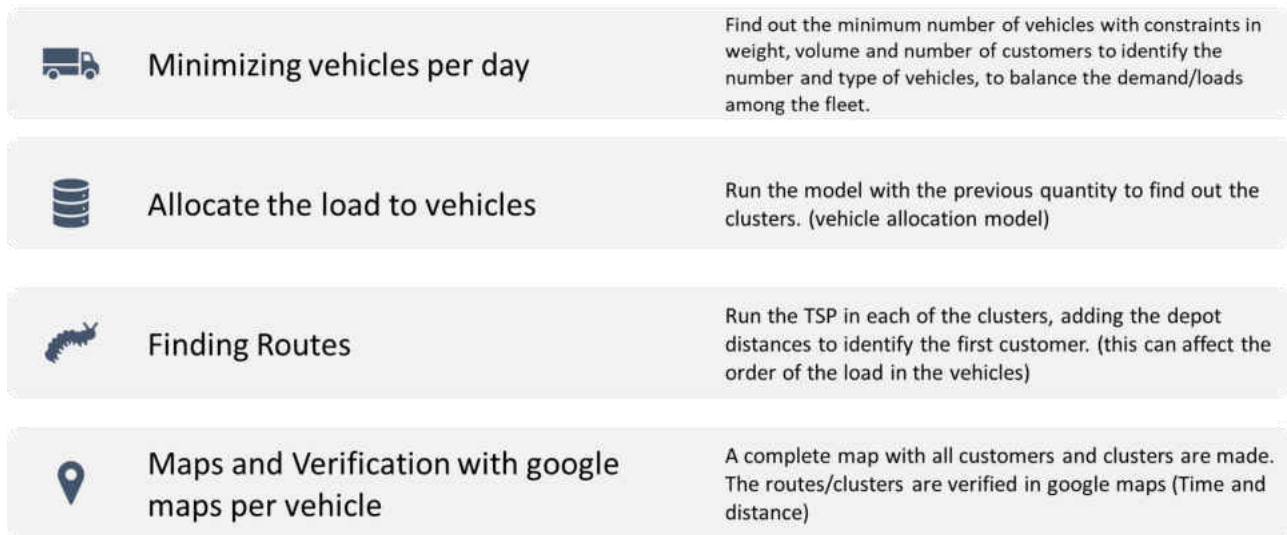 Minimizing vehicles per day
Find out the minimum number of vehicles with constraints in
weight, volume and number of customers to identify the
number and type of vehicles, to balance the demand/loads
among the fleet.
Allocate the load to vehicles
Run the model with the previous quantity to find out the
clusters. (vehicle allocation model)
Finding Routes
Run the TSP in each of the clusters, adding the depot
distances to identify the first customer. (this can affect the
order of the load in the vehicles)
Maps and Verification with google
maps per vehicle
A complete map with all customers and clusters are made.
The routes/clusters are verified in google maps (Time and
distance)